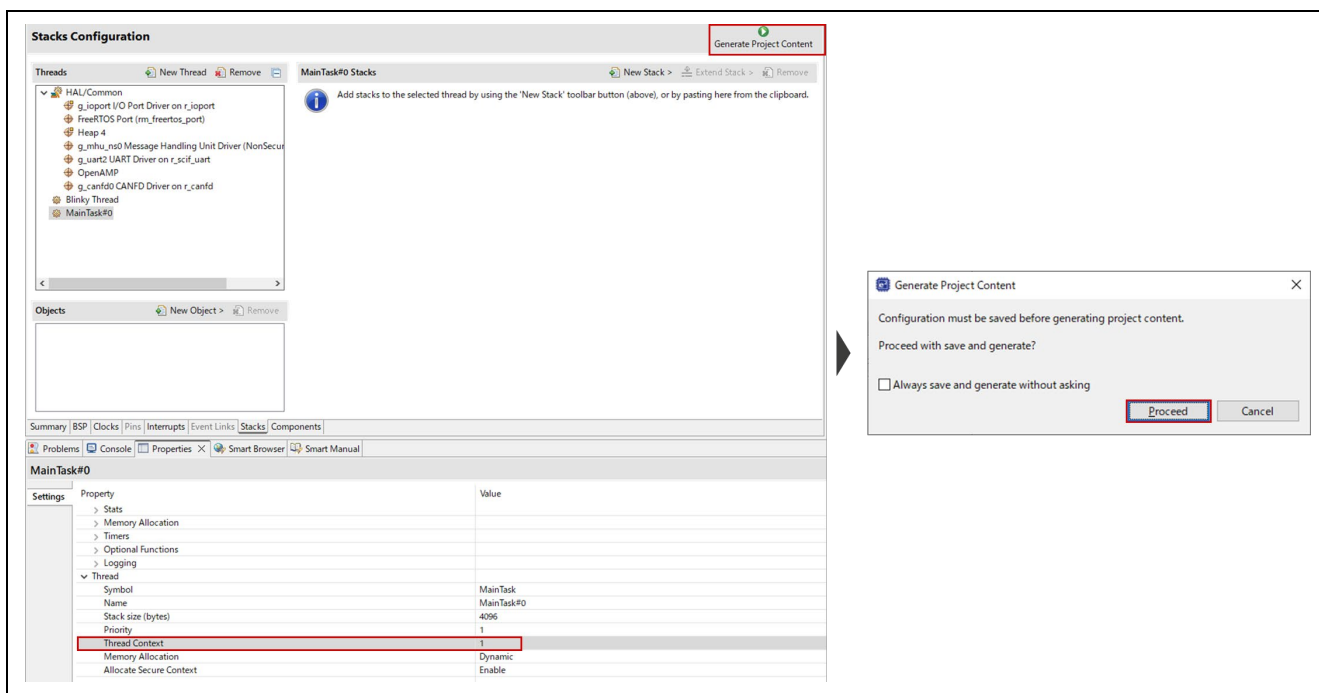 Stacks Configuration
Generate Project Content
Threads
New Thread
Remove
MainTask#0 Stacks
New Stack >
Extend Stack >
Remove
HAL/Common
g_ioport I/O Port Driver on r_ioport
FreeRTOS Port (rm_freertos_port)
Heap 4
g_mhu_ns0 Message Handling Unit Driver (NonSecur
g_uart2 UART Driver on r_scif_uart
OpenAMP
g_canfd0 CANFD Driver on r_canfd
Blinky Thread
MainTask#0
Add stacks to the selected thread by using the 'New Stack' toolbar button (above), or by pasting here from the clipboard.
Objects
New Object >
Remove
Summary BSP Clocks Pins Interrupts Event Links Stacks Components
Problems Console Properties Smart Browser Smart Manual
MainTask#0
Settings
Property Value
Stats
Memory Allocation
Timers
Optional Functions
Logging
Thread
Symbol MainTask
Name MainTask#0
Stack size (bytes) 4096
Priority 1
Thread Context 1
Memory Allocation Dynamic
Allocate Secure Context Enable
Generate Project Content
Configuration must be saved before generating project content.
Proceed with save and generate?
Always save and generate without asking
Proceed Cancel